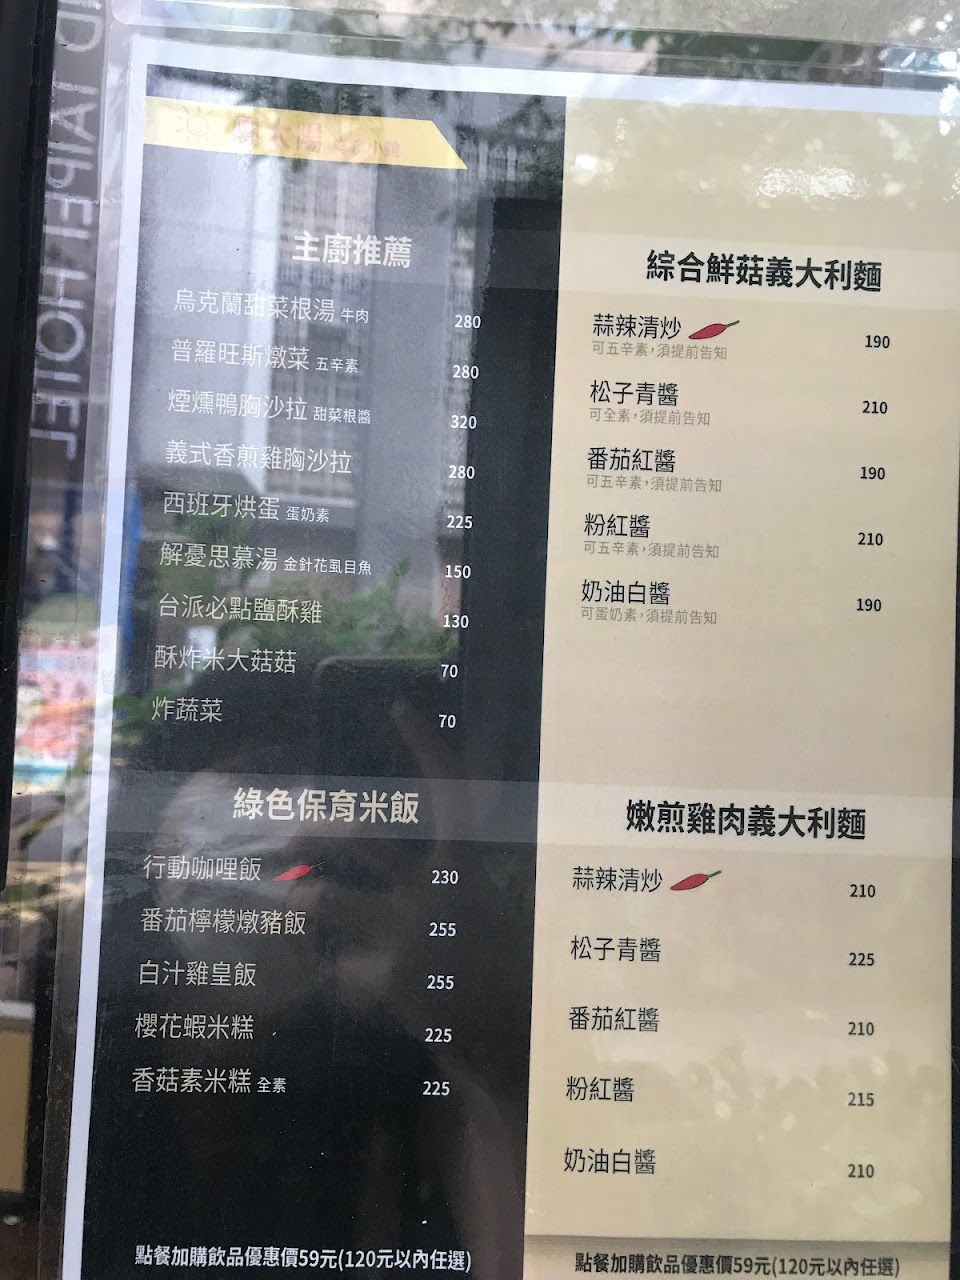 TAIPEI HOTEL
主廚推薦
烏克蘭甜菜根湯 牛肉 280
普羅旺斯燉菜 五辛素 280
煙燻鴨胸沙拉 甜菜根醬 320
義式香煎雞胸沙拉 280
西班牙烘蛋 蛋奶素 225
解憂思慕湯 金針花虱目魚 150
台派必點鹽酥雞 130
酥炸米大菇菇 70
炸蔬菜 70
綠色保育米飯
行動咖哩飯 230
番茄檸檬燉豬飯 255
白汁雞皇飯 255
櫻花蝦米糕 225
香菇素米糕 全素 225
點餐加購飲品優惠價59元(120元以內任選)
綜合鮮菇義大利麵
蒜辣清炒 190
可五辛素,須提前告知
松子青醬 210
可全素,須提前告知
番茄紅醬 190
可五辛素,須提前告知
粉紅醬 210
可五辛素,須提前告知
奶油白醬 190
可蛋奶素,須提前告知
嫩煎雞肉義大利麵
蒜辣清炒 210
松子青醬 225
番茄紅醬 210
粉紅醬 215
奶油白醬 210
點餐加購飲品優惠價59元(120元以內任選)